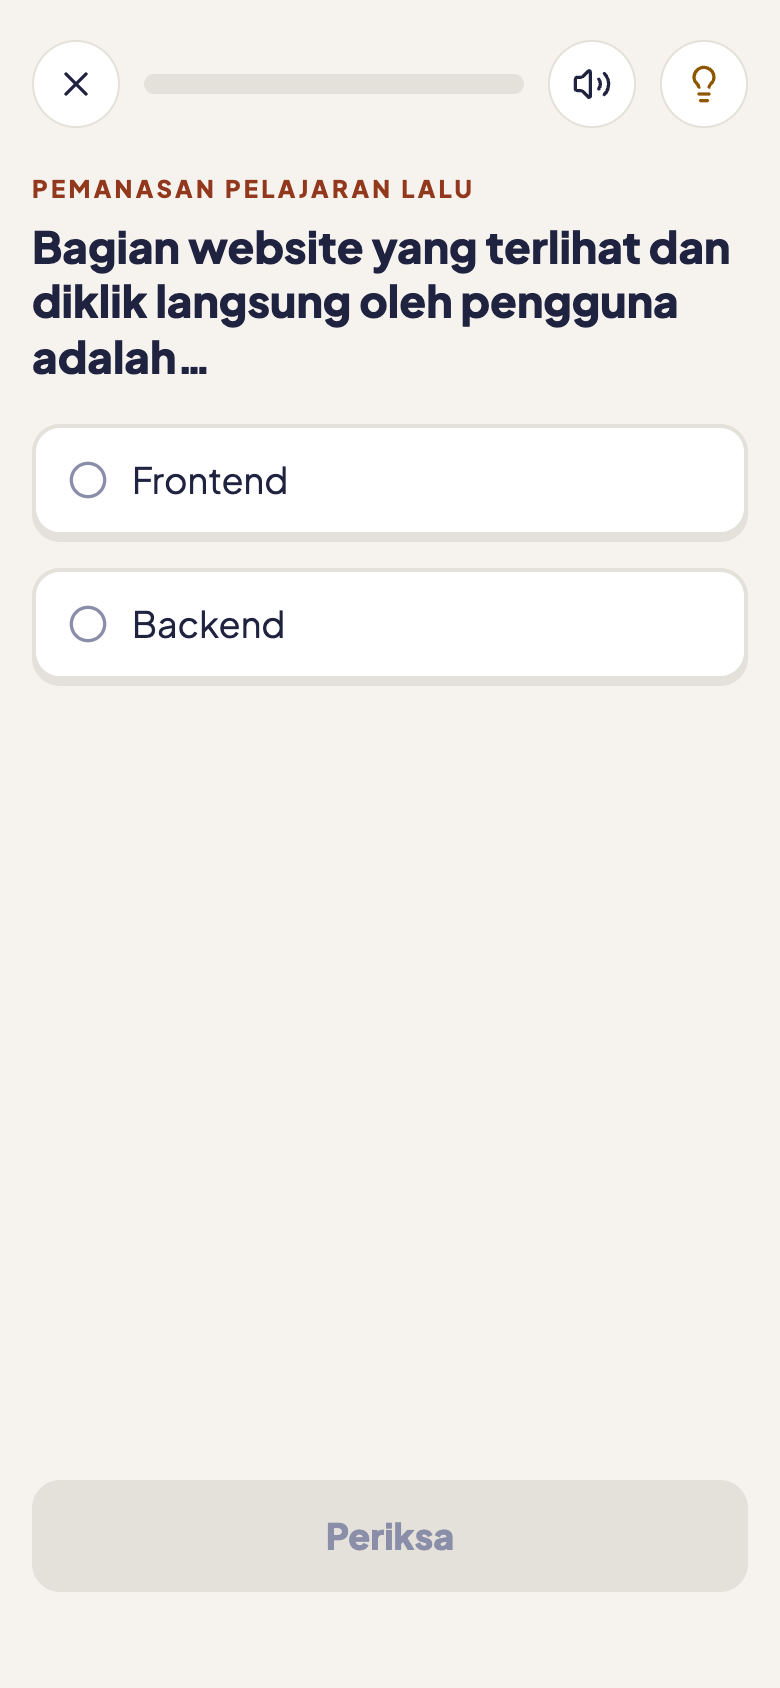 PEMANASAN PELAJARAN LALU
Bagian website yang terlihat dan
diklik langsung oleh pengguna
adalah...
Frontend
Backend
Periksa